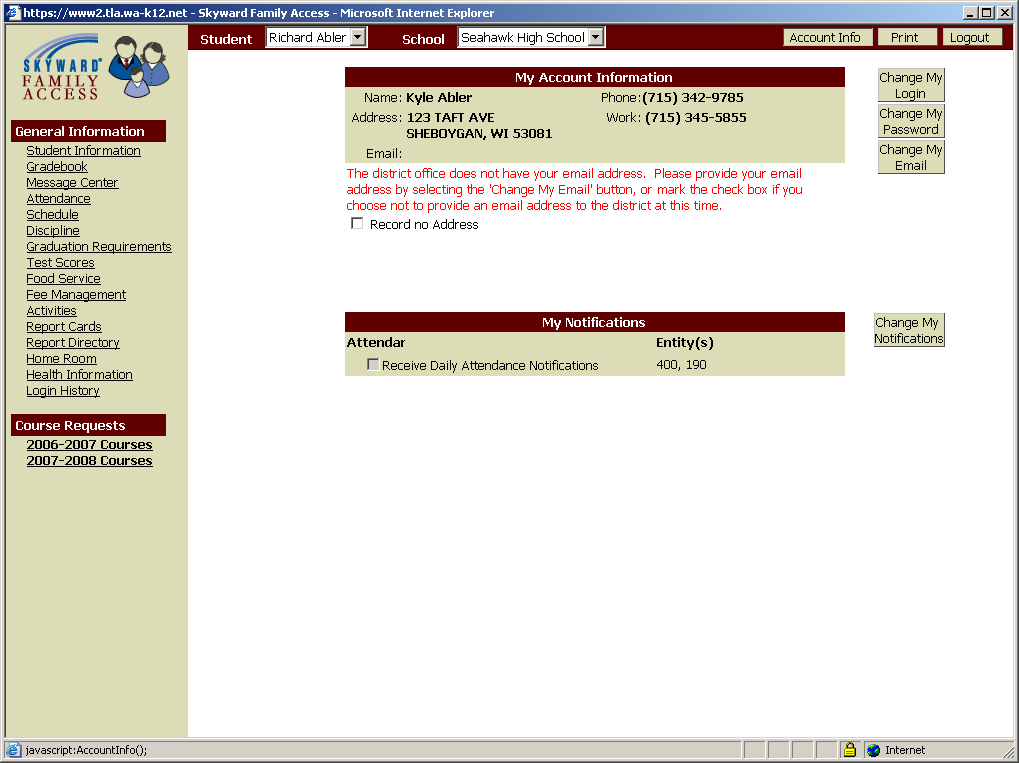 https://www2.tla.wa-k12.net - Skyward Family Access - Microsoft Internet Explorer
SKYWARD®
FAMILY
ACCESS
Student Richard Abler School Seahawk High School Account Info Print Logout
General Information
Student Information
Gradebook
Message Center
Attendance
Schedule
Discipline
Graduation Requirements
Test Scores
Food Service
Fee Management
Activities
Report Cards
Report Directory
Home Room
Health Information
Login History
Course Requests
2006-2007 Courses
2007-2008 Courses
My Account Information
Name: Kyle Abler Phone: (715) 342-9785
Address: 123 TAFT AVE Work: (715) 345-5855
SHEBOYGAN, WI 53081
Email:
The district office does not have your email address. Please provide your email
address by selecting the 'Change My Email' button, or mark the check box if you
choose not to provide an email address to the district at this time.
Record no Address
Change My
Login
Change My
Password
Change My
Email
My Notifications
Attendar Entity(s)
Receive Daily Attendance Notifications 400, 190
Change My
Notifications
javascript:AccountInfo(); Internet